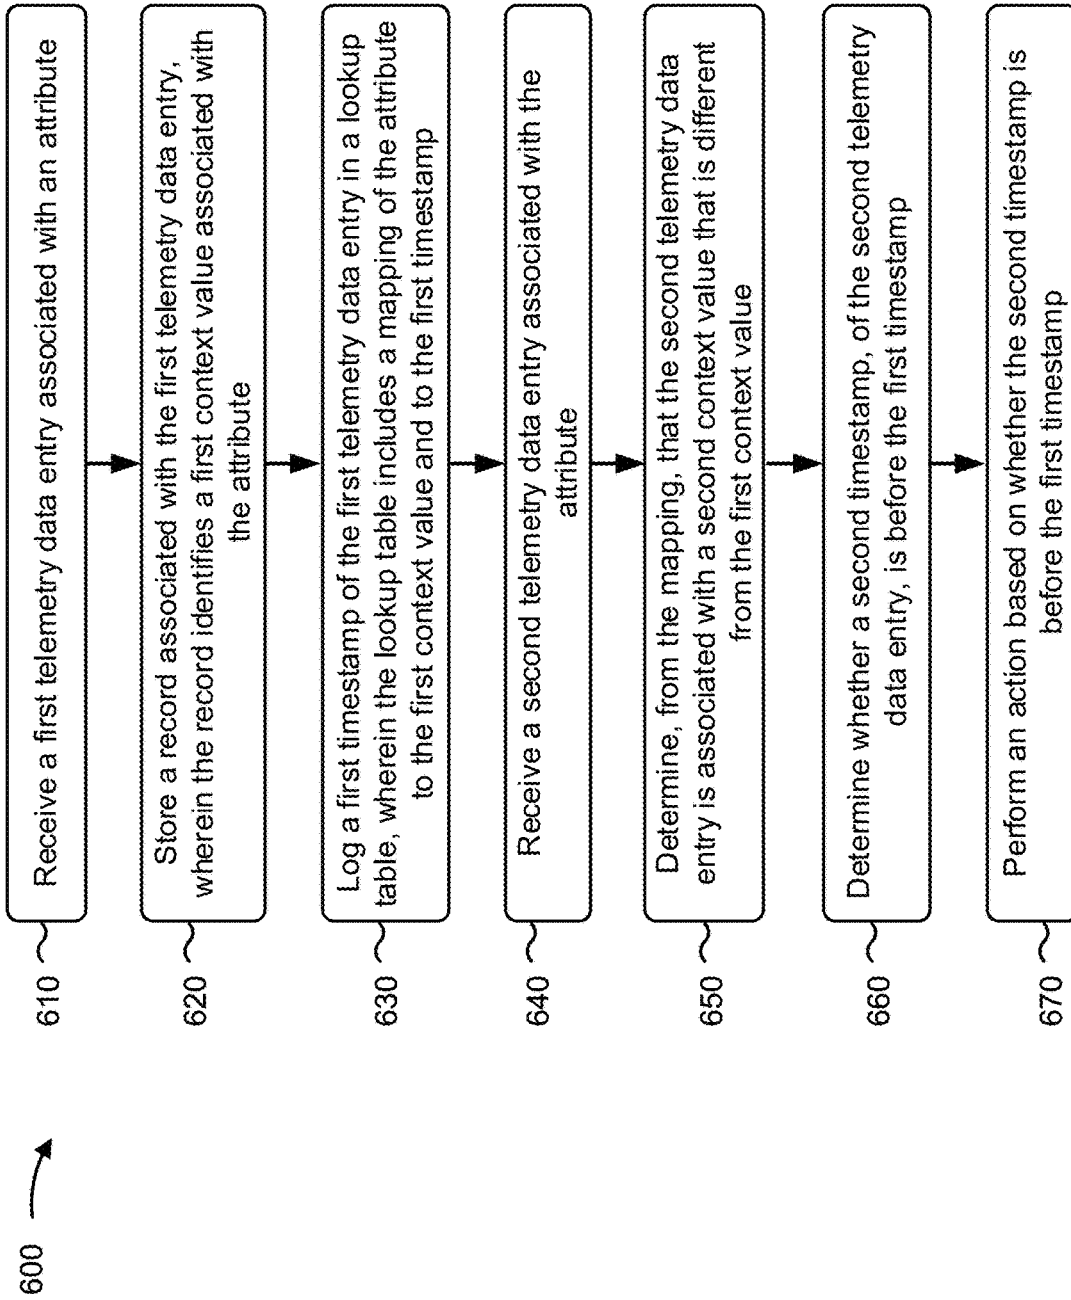 600
610
Receive a first telemetry data entry associated with an attribute
620
Store a record associated with the first telemetry data entry,
wherein the record identifies a first context value associated with
the attribute
630
Log a first timestamp of the first telemetry data entry in a lookup
table, wherein the lookup table includes a mapping of the attribute
to the first context value and to the first timestamp
640
Receive a second telemetry data entry associated with the
attribute
650
Determine, from the mapping, that the second telemetry data
entry is associated with a second context value that is different
from the first context value
660
Determine whether a second timestamp, of the second telemetry
data entry, is before the first timestamp
670
Perform an action based on whether the second timestamp is
before the first timestamp